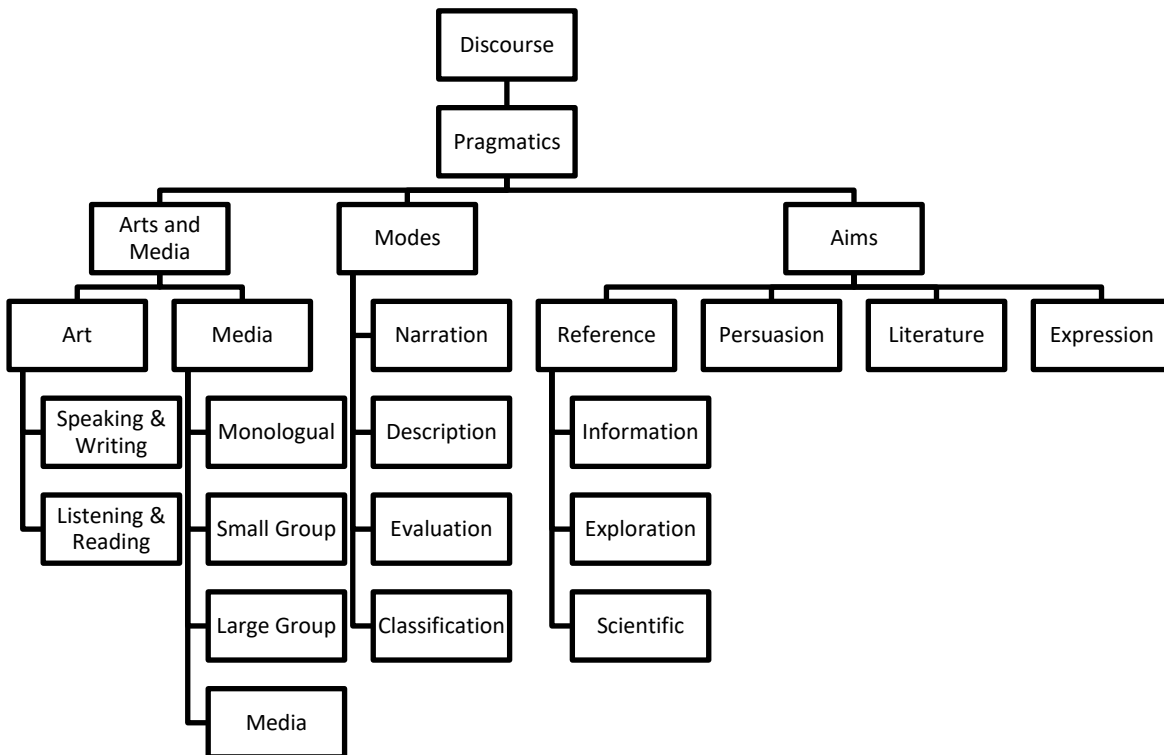 Discourse
Pragmatics
Arts and
Media
Modes
Aims
Art
Media
Narration
Reference
Persuasion
Literature
Expression
Speaking &
Writing
Monologual
Description
Information
Listening &
Reading
Small Group
Evaluation
Exploration
Large Group
Classification
Scientific
Media